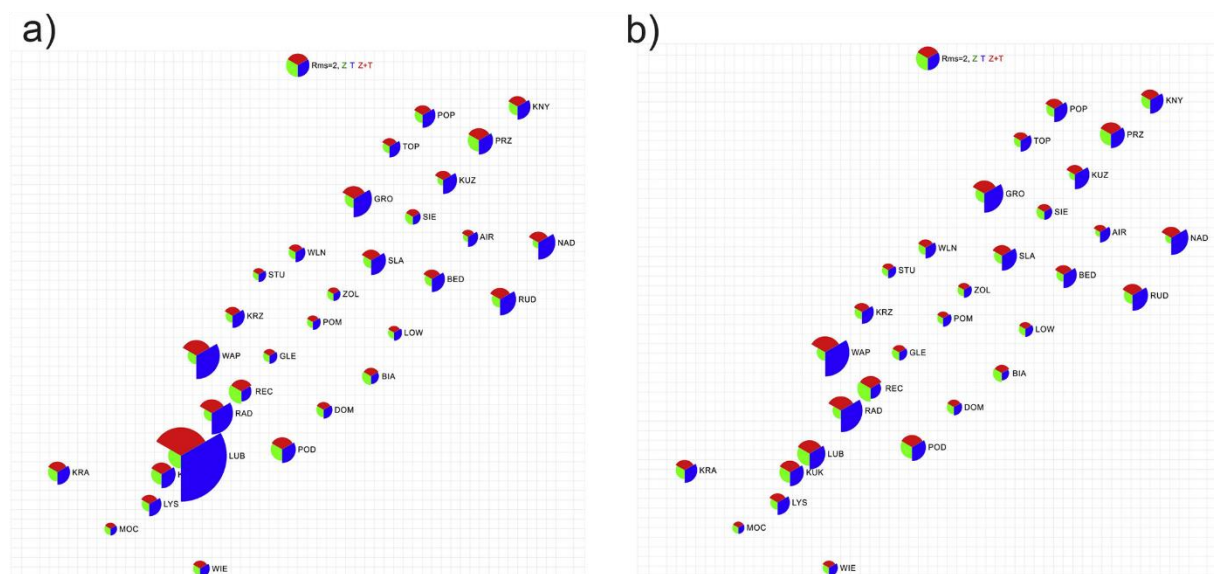 a)
Rms=2, Z T Z+T
KNY
POP
PRZ
TOP
KUZ
GRO
SIE
AIR
NAD
WLN
SLA
STU
BED
ZOL
RUD
KRZ
POM
LOW
WAP
GLE
BIA
REC
DOM
RAD
POD
LUB
KRA
K
LYS
MOC
WIE
b)
Rms=2, Z T Z+T
KNY
POP
PRZ
TOP
KUZ
GRO
SIE
AIR
NAD
WLN
SLA
STU
BED
ZOL
RUD
KRZ
POM
LOW
WAP
GLE
BIA
REC
DOM
RAD
POD
LUB
KRA
KUK
LYS
MOC
WIE